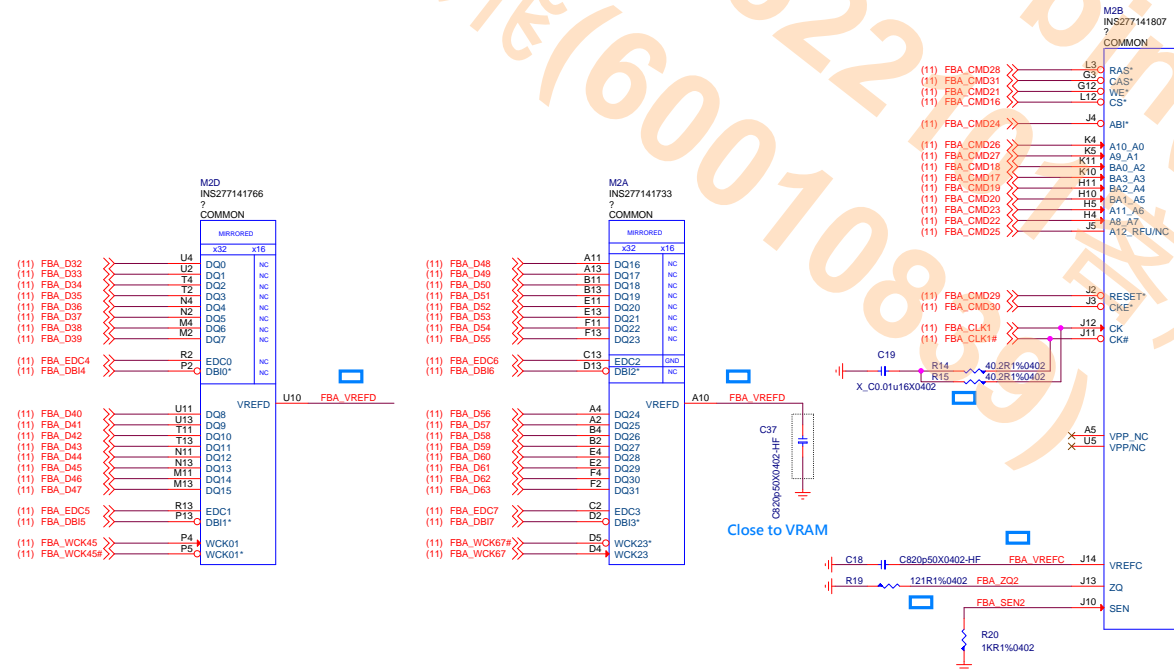 M2D
INS277141766
?
COMMON
MIRRORED
x32 x16
(11) FBA_D32 U4 DQ0 NC
(11) FBA_D33 U2 DQ1 NC
(11) FBA_D34 T4 DQ2 NC
(11) FBA_D35 T2 DQ3 NC
(11) FBA_D36 N4 DQ4 NC
(11) FBA_D37 N2 DQ5 NC
(11) FBA_D38 M4 DQ6 NC
(11) FBA_D39 M2 DQ7 NC
(11) FBA_EDC4 R2 EDC0 NC
(11) FBA_DBI4 P2 DBI0* NC
VREFD U10 FBA_VREFD
(11) FBA_D40 U11 DQ8
(11) FBA_D41 U13 DQ9
(11) FBA_D42 T11 DQ10
(11) FBA_D43 T13 DQ11
(11) FBA_D44 N11 DQ12
(11) FBA_D45 N13 DQ13
(11) FBA_D46 M11 DQ14
(11) FBA_D47 M13 DQ15
(11) FBA_EDC5 R13 EDC1
(11) FBA_DBI5 P13 DBI1*
(11) FBA_WCK45 P4 WCK01
(11) FBA_WCK45# P5 WCK01*
M2A
INS277141733
?
COMMON
MIRRORED
x32 x16
(11) FBA_D48 A11 DQ16 NC
(11) FBA_D49 A13 DQ17 NC
(11) FBA_D50 B11 DQ18 NC
(11) FBA_D51 B13 DQ19 NC
(11) FBA_D52 E11 DQ20 NC
(11) FBA_D53 E13 DQ21 NC
(11) FBA_D54 F11 DQ22 NC
(11) FBA_D55 F13 DQ23 NC
(11) FBA_EDC6 C13 EDC2 GND
(11) FBA_DBI6 D13 DBI2* NC
VREFD A10 FBA_VREFD
(11) FBA_D56 A4 DQ24
(11) FBA_D57 A2 DQ25
(11) FBA_D58 B4 DQ26
(11) FBA_D59 B2 DQ27
(11) FBA_D60 E4 DQ28
(11) FBA_D61 E2 DQ29
(11) FBA_D62 F4 DQ30
(11) FBA_D63 F2 DQ31
(11) FBA_EDC7 C2 EDC3
(11) FBA_DBI7 D2 DBI3*
(11) FBA_WCK67# D5 WCK23*
(11) FBA_WCK67 D4 WCK23
C37
C820p50X0402-HF
Close to VRAM
M2B
INS277141807
?
COMMON
(11) FBA_CMD28 L3 RAS*
(11) FBA_CMD31 G3 CAS*
(11) FBA_CMD21 G12 WE*
(11) FBA_CMD16 L12 CS*
(11) FBA_CMD24 J4 ABI*
(11) FBA_CMD26 K4 A10_A0
(11) FBA_CMD27 K5 A9_A1
(11) FBA_CMD18 K11 BA0_A2
(11) FBA_CMD17 K10 BA3_A3
(11) FBA_CMD19 H11 BA2_A4
(11) FBA_CMD20 H10 BA1_A5
(11) FBA_CMD23 H5 A11_A6
(11) FBA_CMD22 H4 A8_A7
(11) FBA_CMD25 J5 A12_RFU/NC
(11) FBA_CMD29 J2 RESET*
(11) FBA_CMD30 J3 CKE*
(11) FBA_CLK1 J12 CK
(11) FBA_CLK1# J11 CK#
C19
X_C0.01u16X0402
R14 40.2R1%0402
R15 40.2R1%0402
A5 VPP_NC
U5 VPP/NC
C18 C820p50X0402-HF FBA_VREFC J14 VREFC
R19 121R1%0402 FBA_ZQ2 J13 ZQ
FBA_SEN2 J10 SEN
R20
1KR1%0402
(60010839)